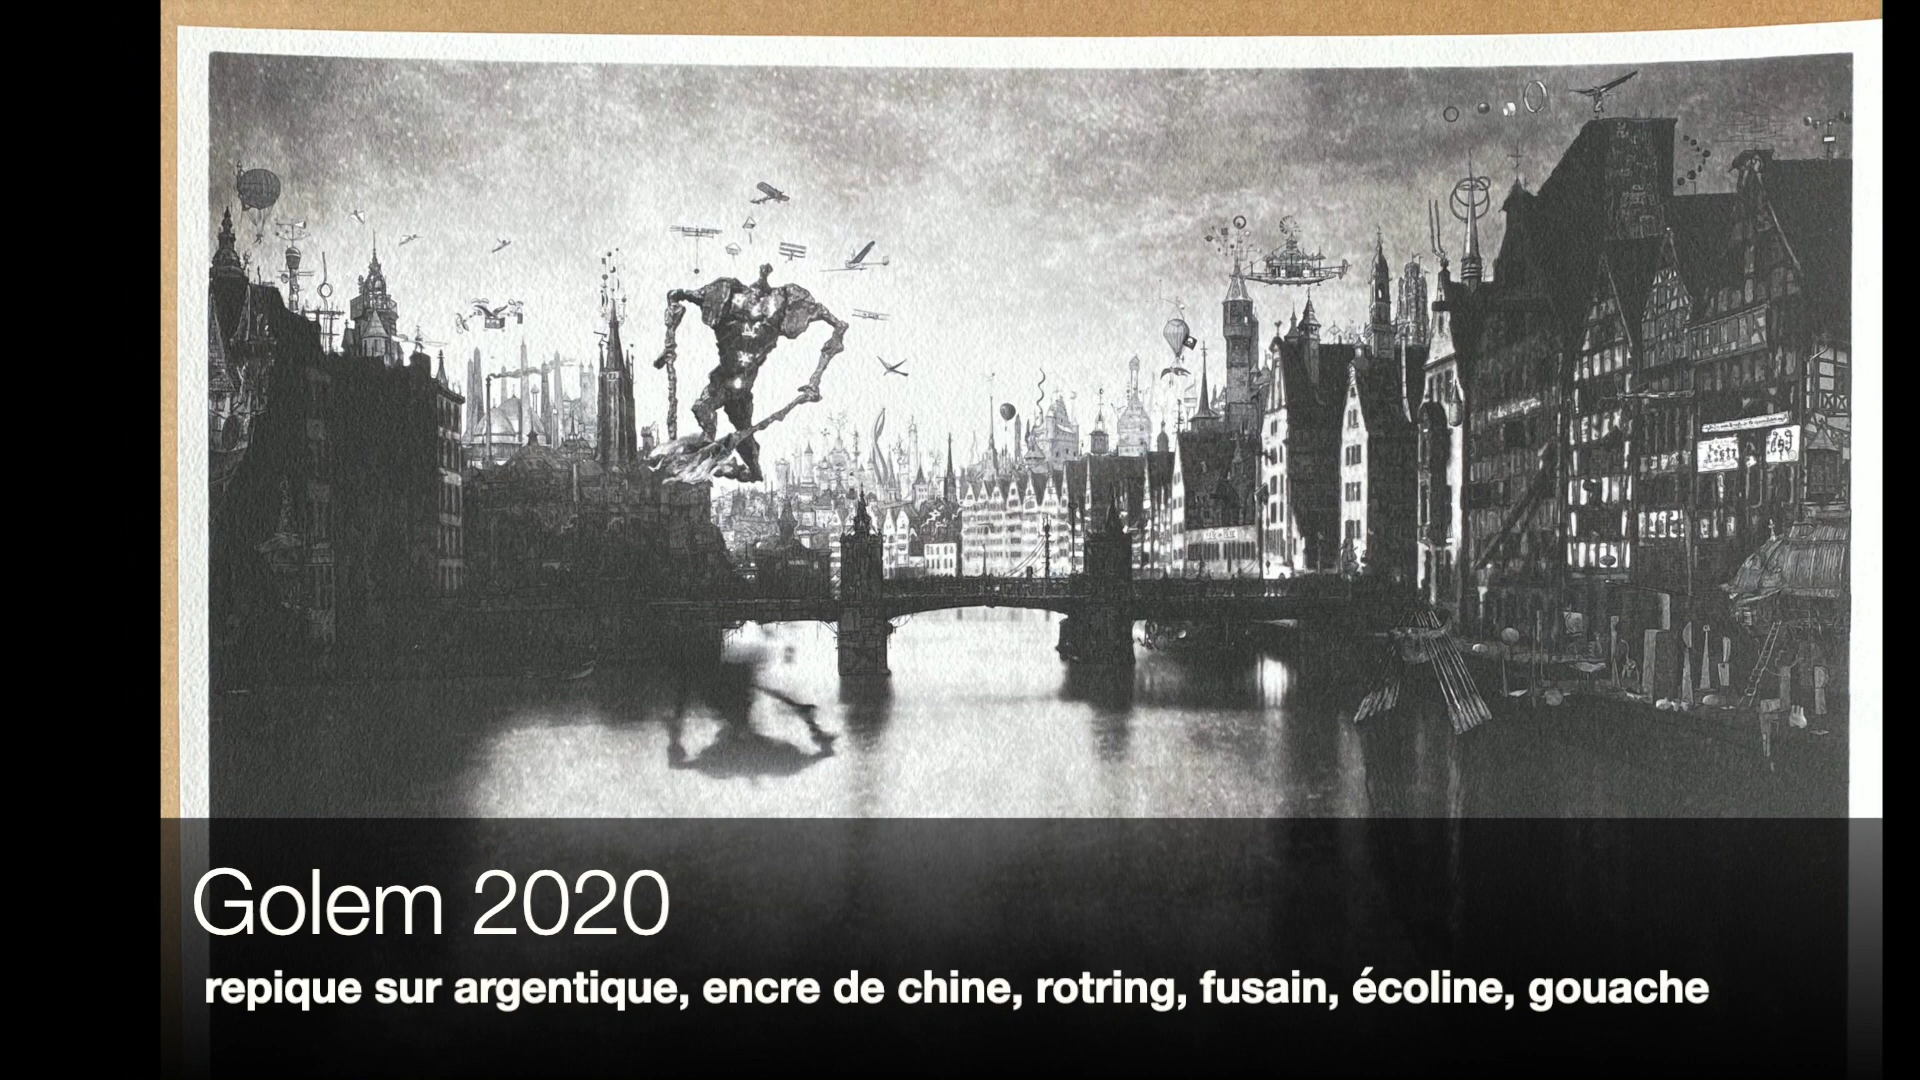 Golem 2020
repique sur argentique, encre de chine, rotring, fusain, écoline, gouache